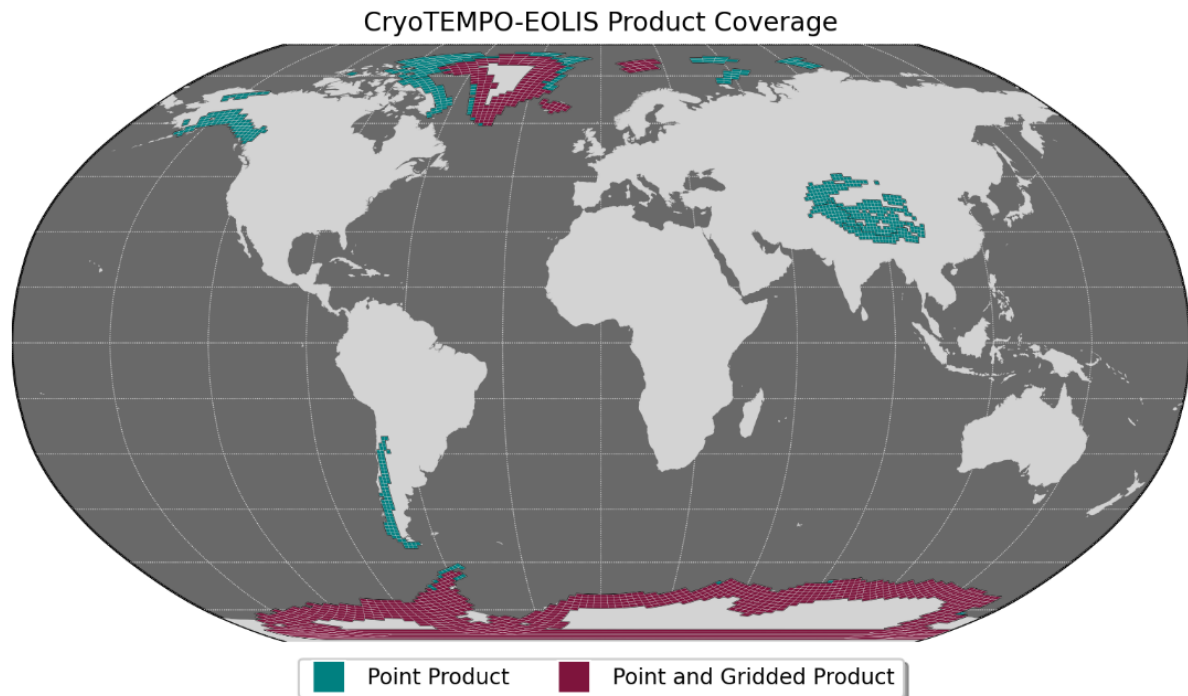 CryoTEMPO-EOLIS Product Coverage
Point Product
Point and Gridded Product